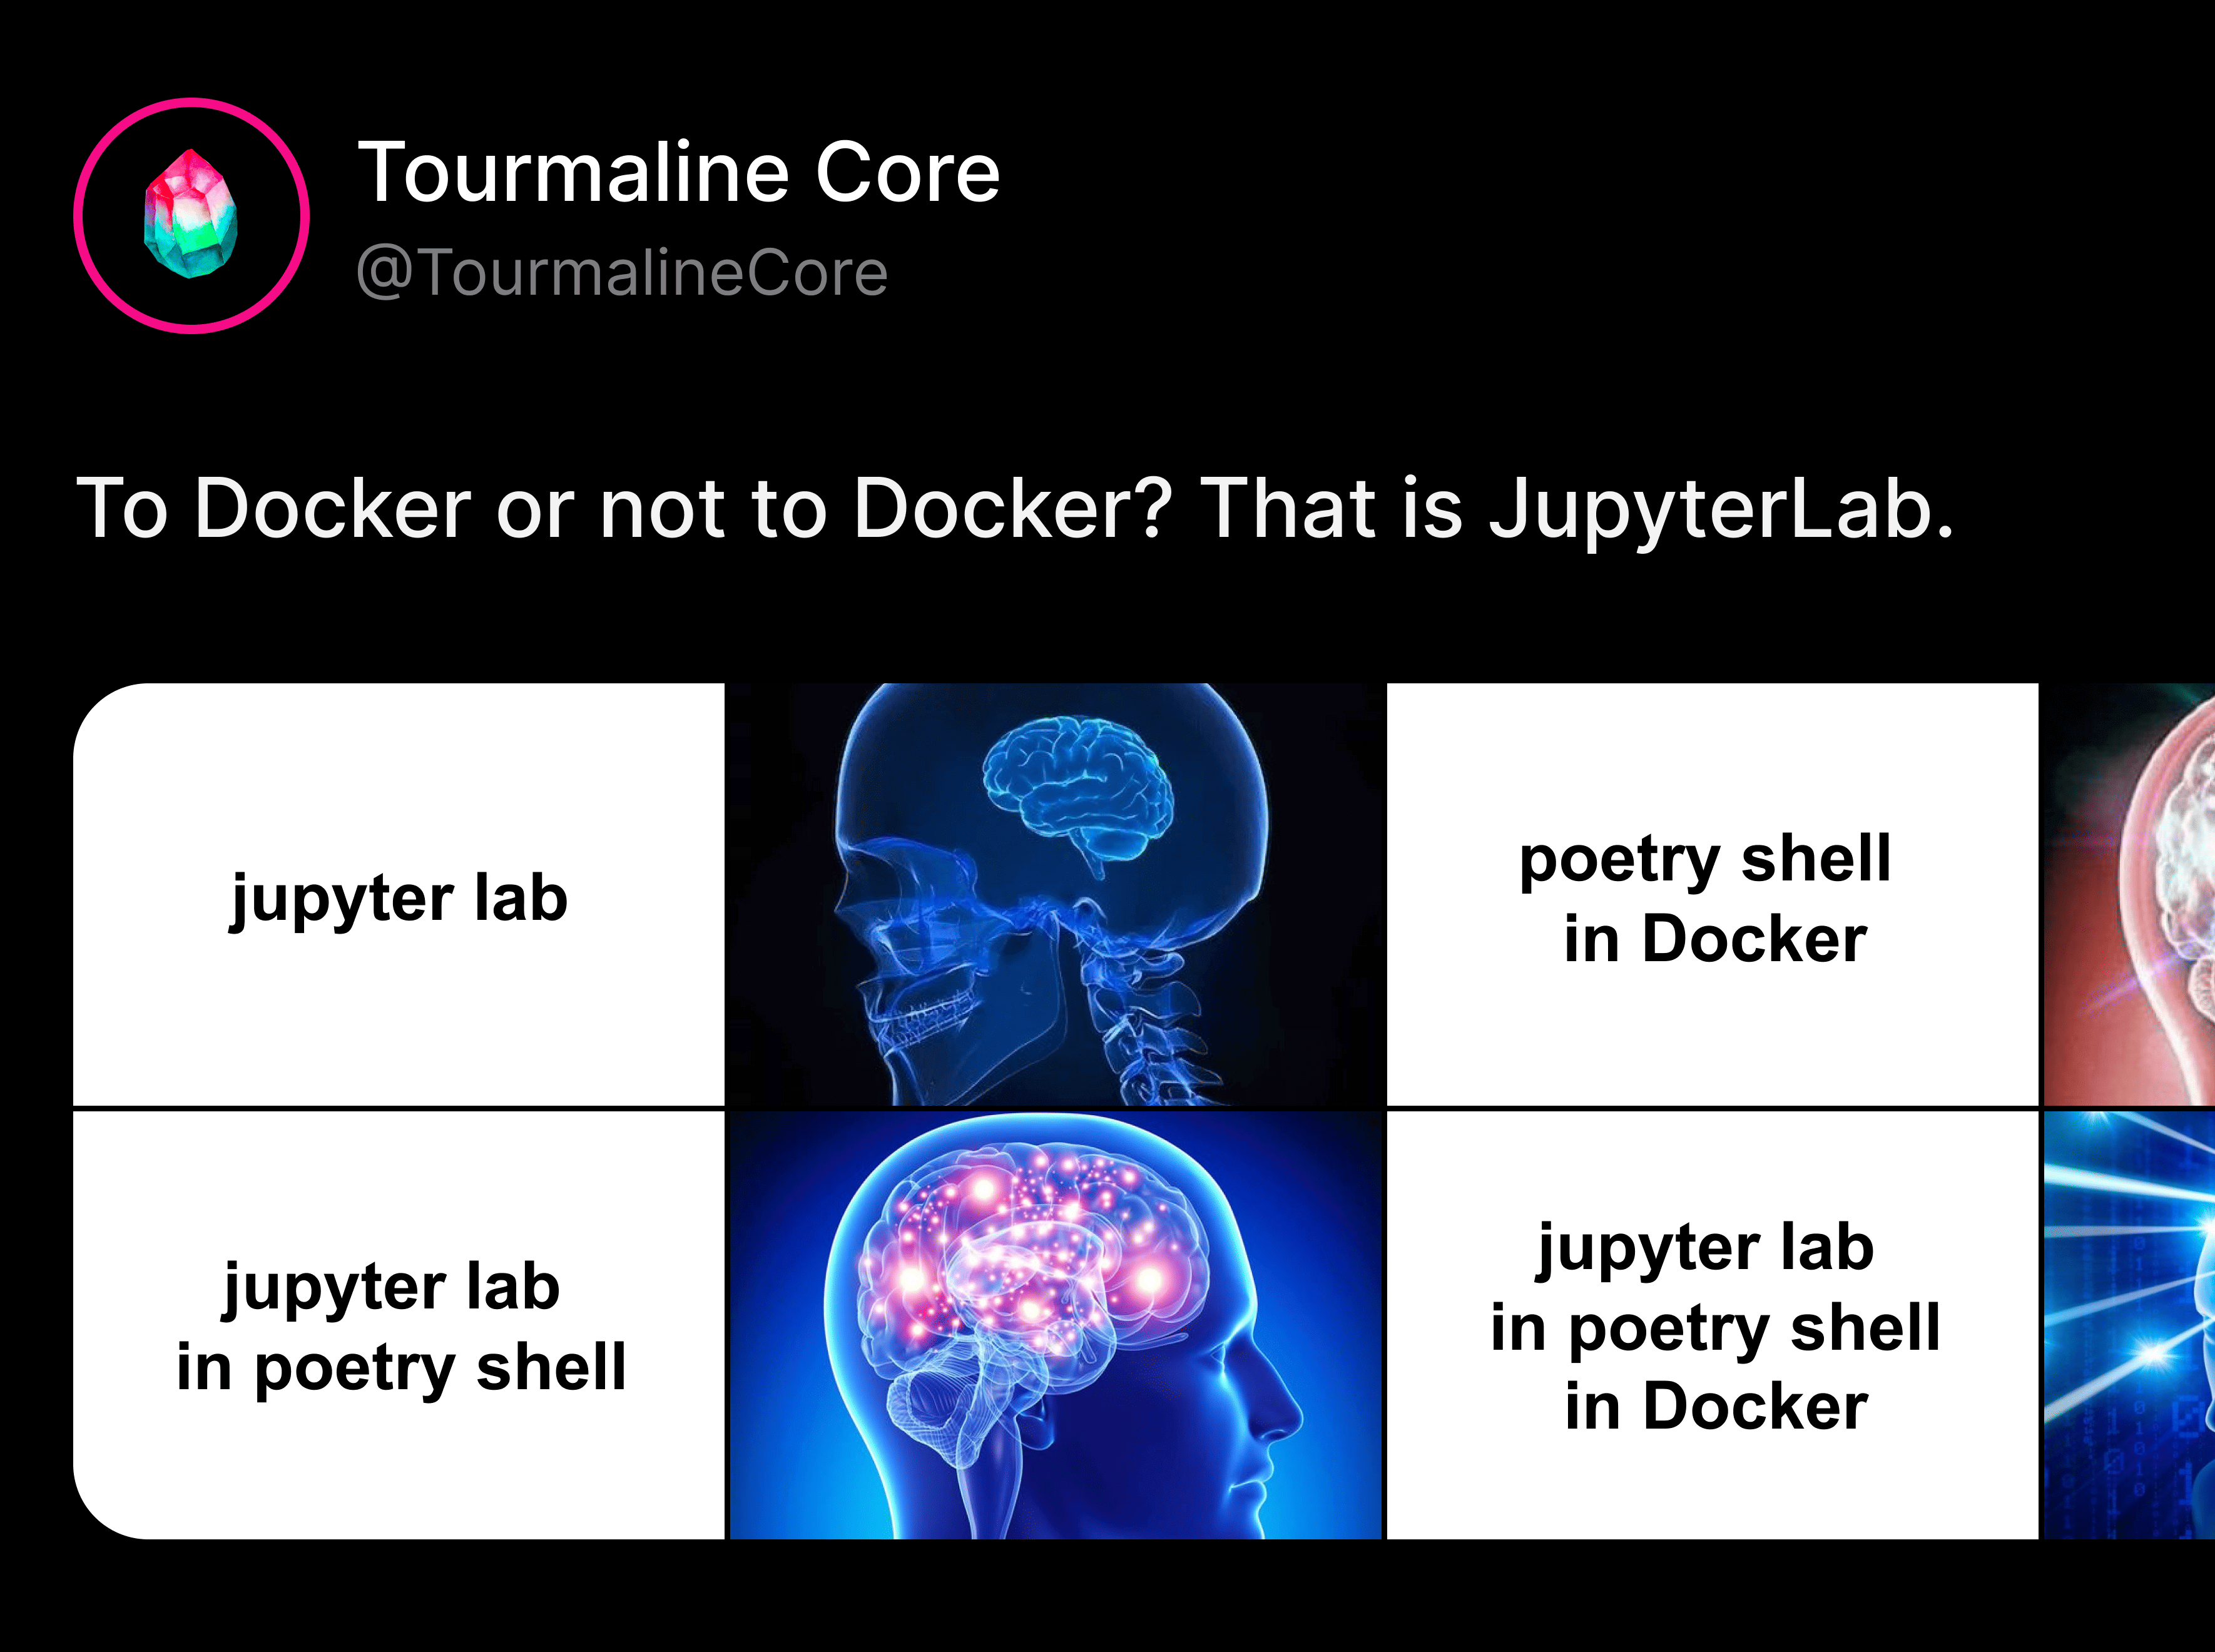 Tourmaline Core
@TourmalineCore
To Docker or not to Docker? That is JupyterLab.
jupyter lab
jupyter lab
in poetry shell
poetry shell
in Docker
jupyter lab
in poetry shell
in Docker